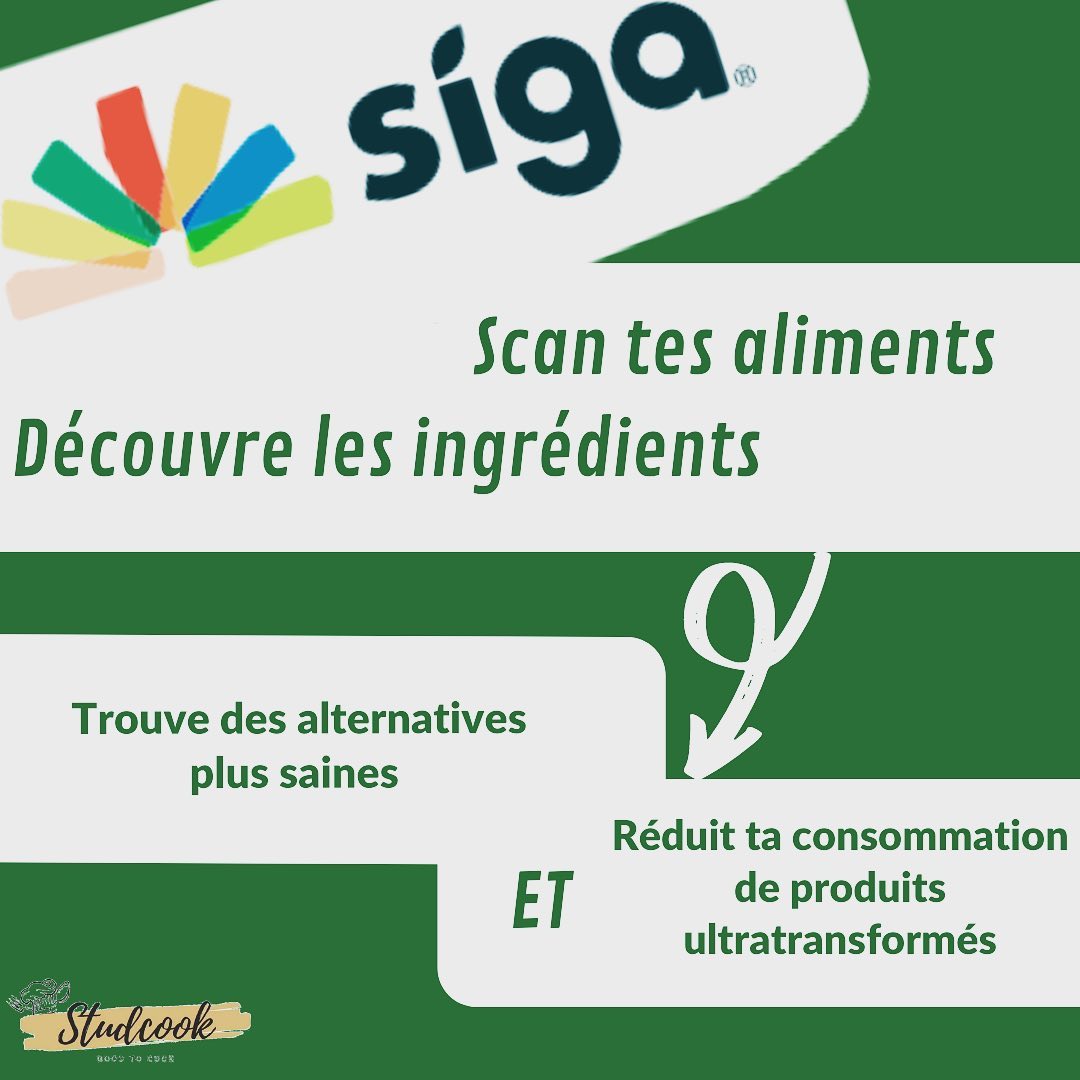 siga®
Scan tes aliments
Découvre les ingrédients
Trouve des alternatives
plus saines
ET
Réduit ta consommation
de produits
ultratransformés
Studcook